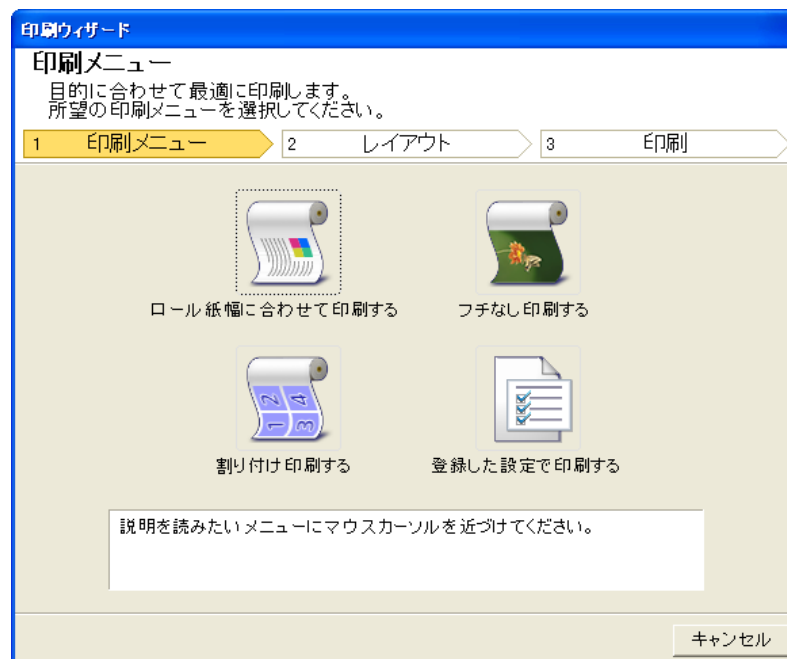 印刷ウィザード
印刷メニュー
目的に合わせて最適に印刷します。
所望の印刷メニューを選択してください。
1 印刷メニュー 2 レイアウト 3 印刷
ロール紙幅に合わせて印刷する フチなし印刷する
1 2 3 4
割り付け印刷する 登録した設定で印刷する
説明を読みたいメニューにマウスカーソルを近づけてください。
キャンセル